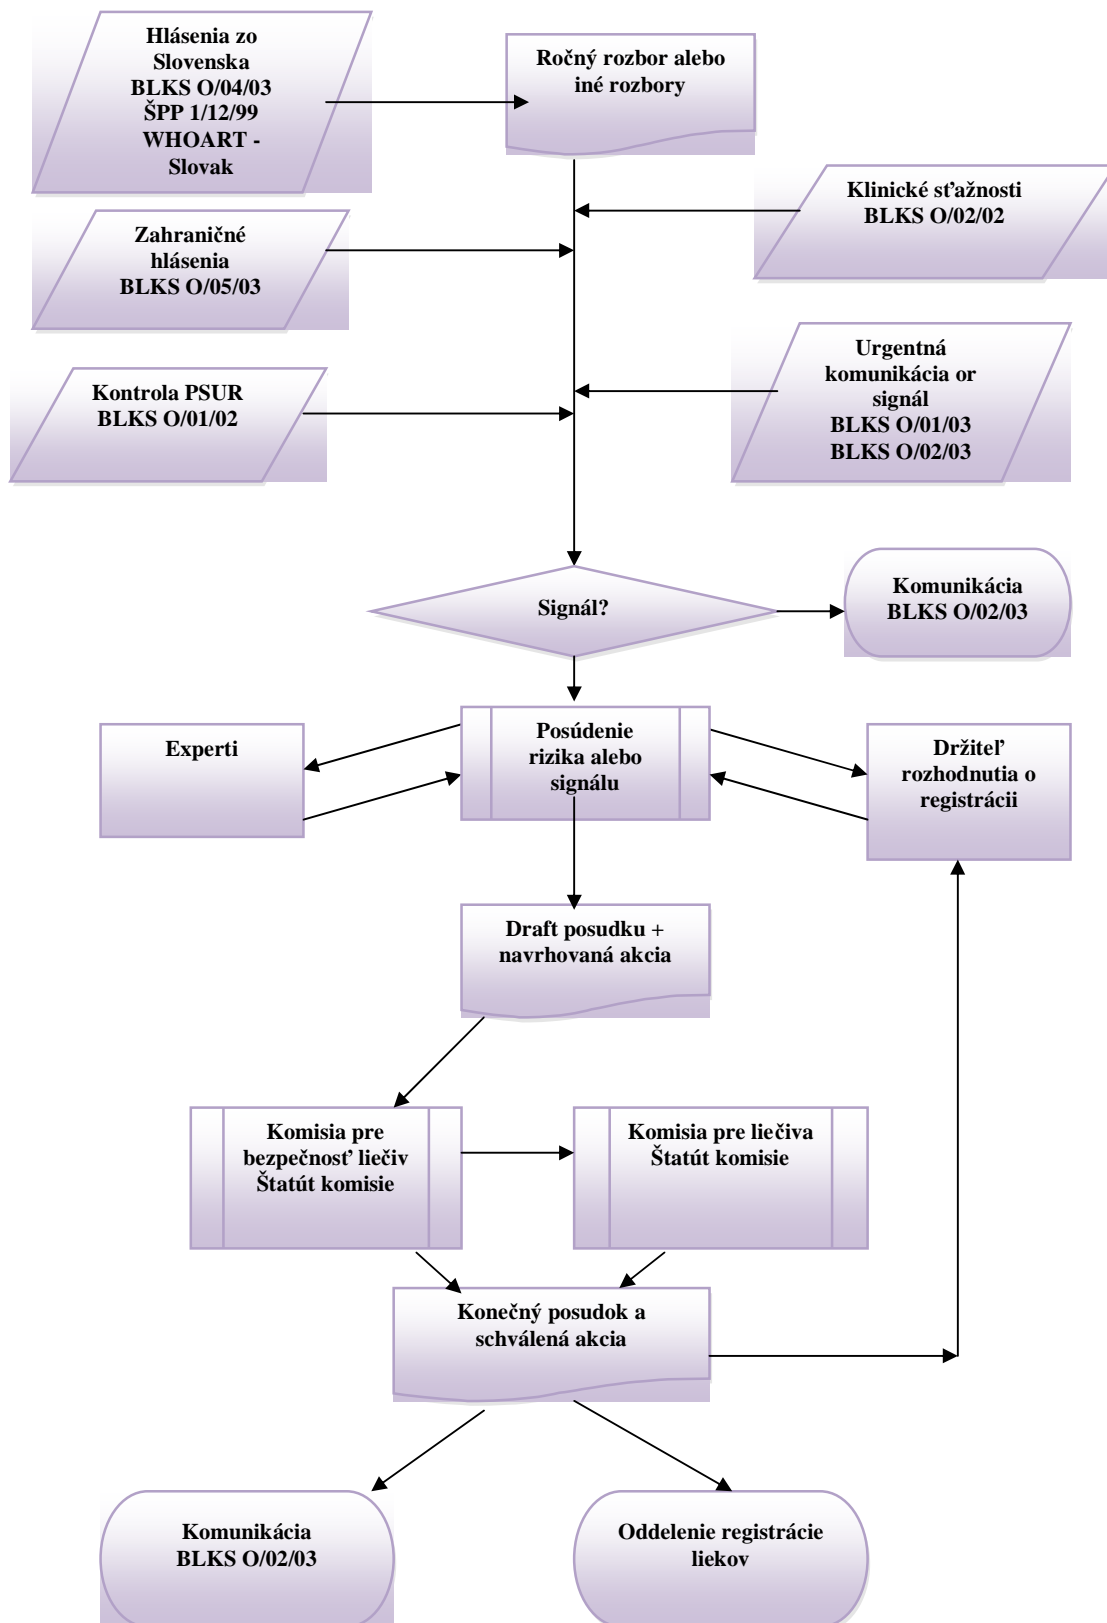 Hlásenia zo
Slovenska
BLKS O/04/03
ŠPP 1/12/99
WHOART -
Slovak
Ročný rozbor alebo
iné rozbory
Klinické sťažnosti
BLKS O/02/02
Zahraničné
hlásenia
BLKS O/05/03
Urgentná
komunikácia or
signál
BLKS O/01/03
BLKS O/02/03
Kontrola PSUR
BLKS O/01/02
Signál?
Komunikácia
BLKS O/02/03
Experti
Posúdenie
rizika alebo
signálu
Držiteľ
rozhodnutia o
registrácii
Draft posudku +
navrhovaná akcia
Komisia pre
bezpečnosť liečiv
Štatút komisie
Komisia pre liečiva
Štatút komisie
Konečný posudok a
schválená akcia
Komunikácia
BLKS O/02/03
Oddelenie registrácie
liekov